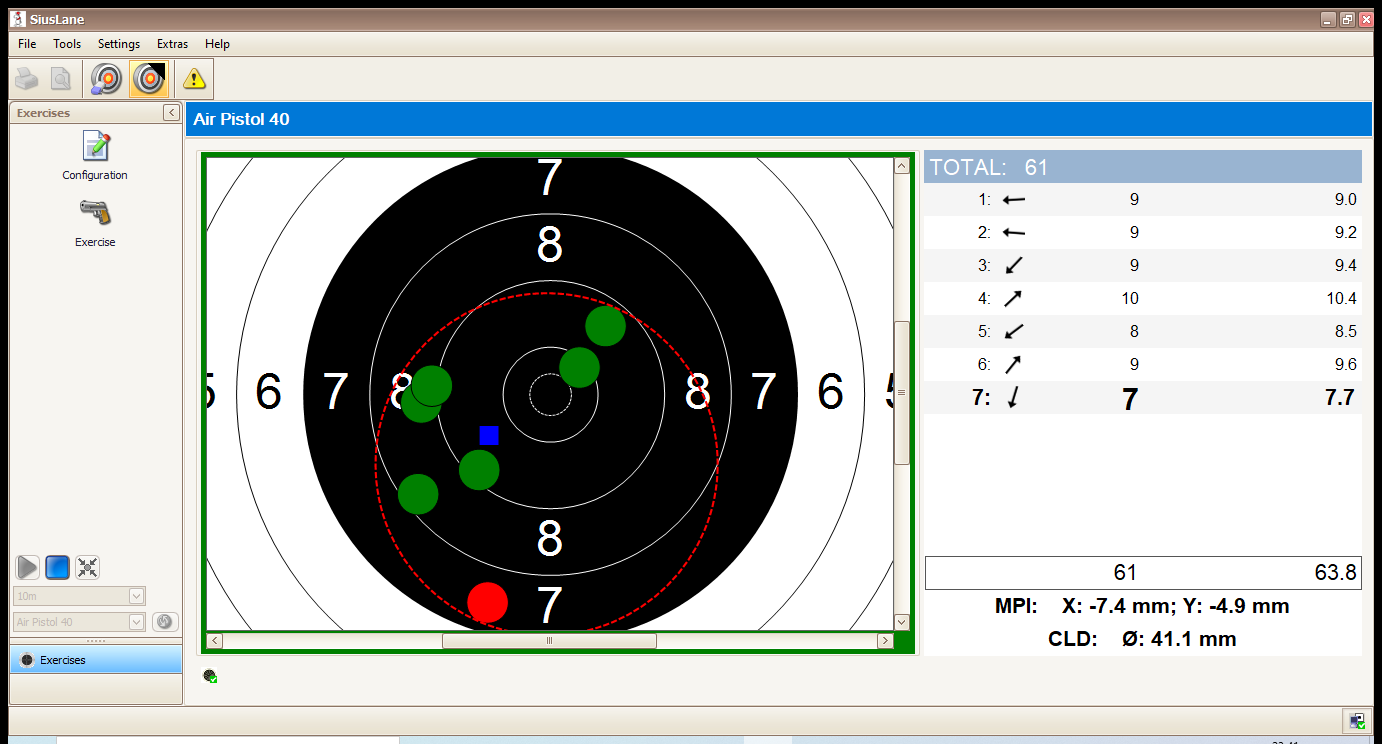 SiusLane
File Tools Settings Extras Help
Exercises
Configuration
Exercise
10m
Air Pistol 40
Exercises
Air Pistol 40
7
8
6 7 8 8 7 6
8
7
TOTAL: 61
1: 9 9.0
2: 9 9.2
3: 9 9.4
4: 10 10.4
5: 8 8.5
6: 9 9.6
7: 7 7.7
61 63.8
MPI: X: -7.4 mm; Y: -4.9 mm
CLD: Ø: 41.1 mm